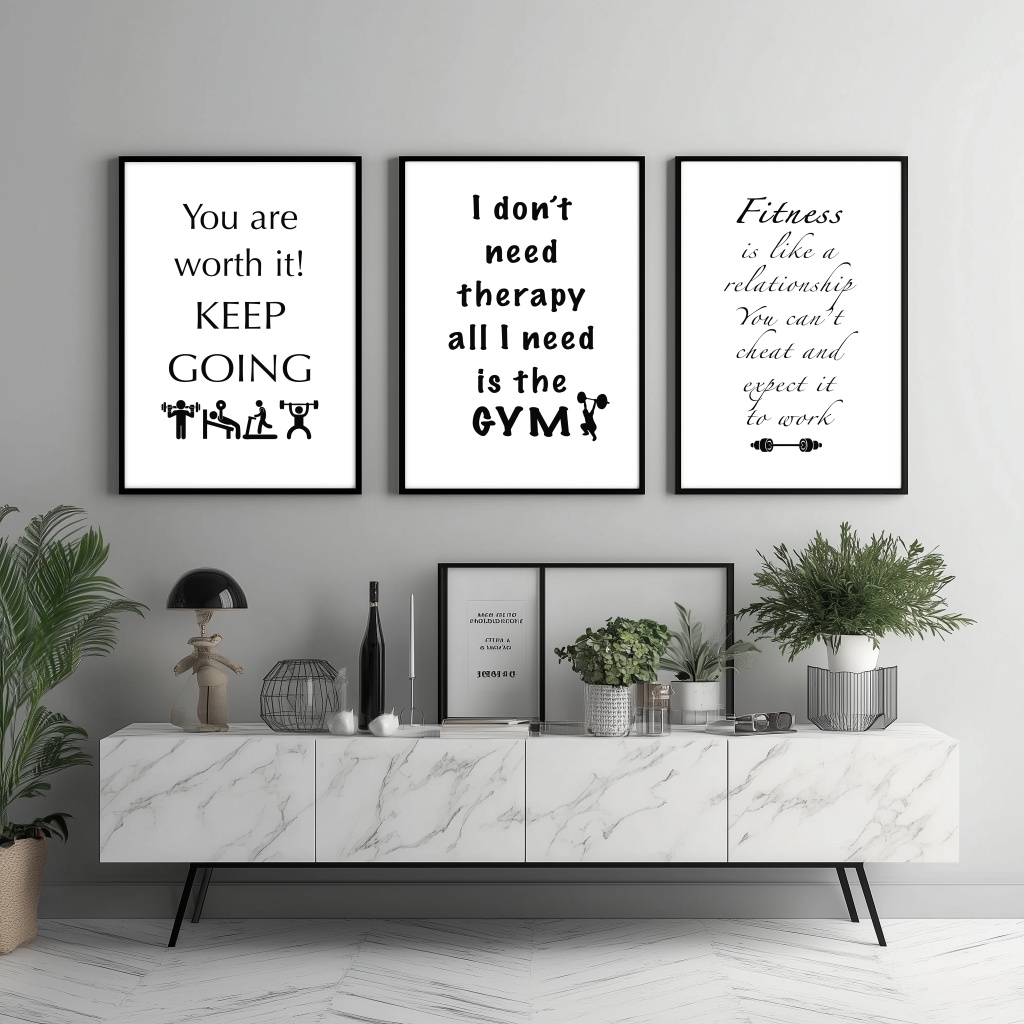 You are
worth it!
KEEP
GOING
I don't
need
therapy
all I need
is the
GYM
Fitness
is like a
relationship
You can't
cheat and
expect it
to work